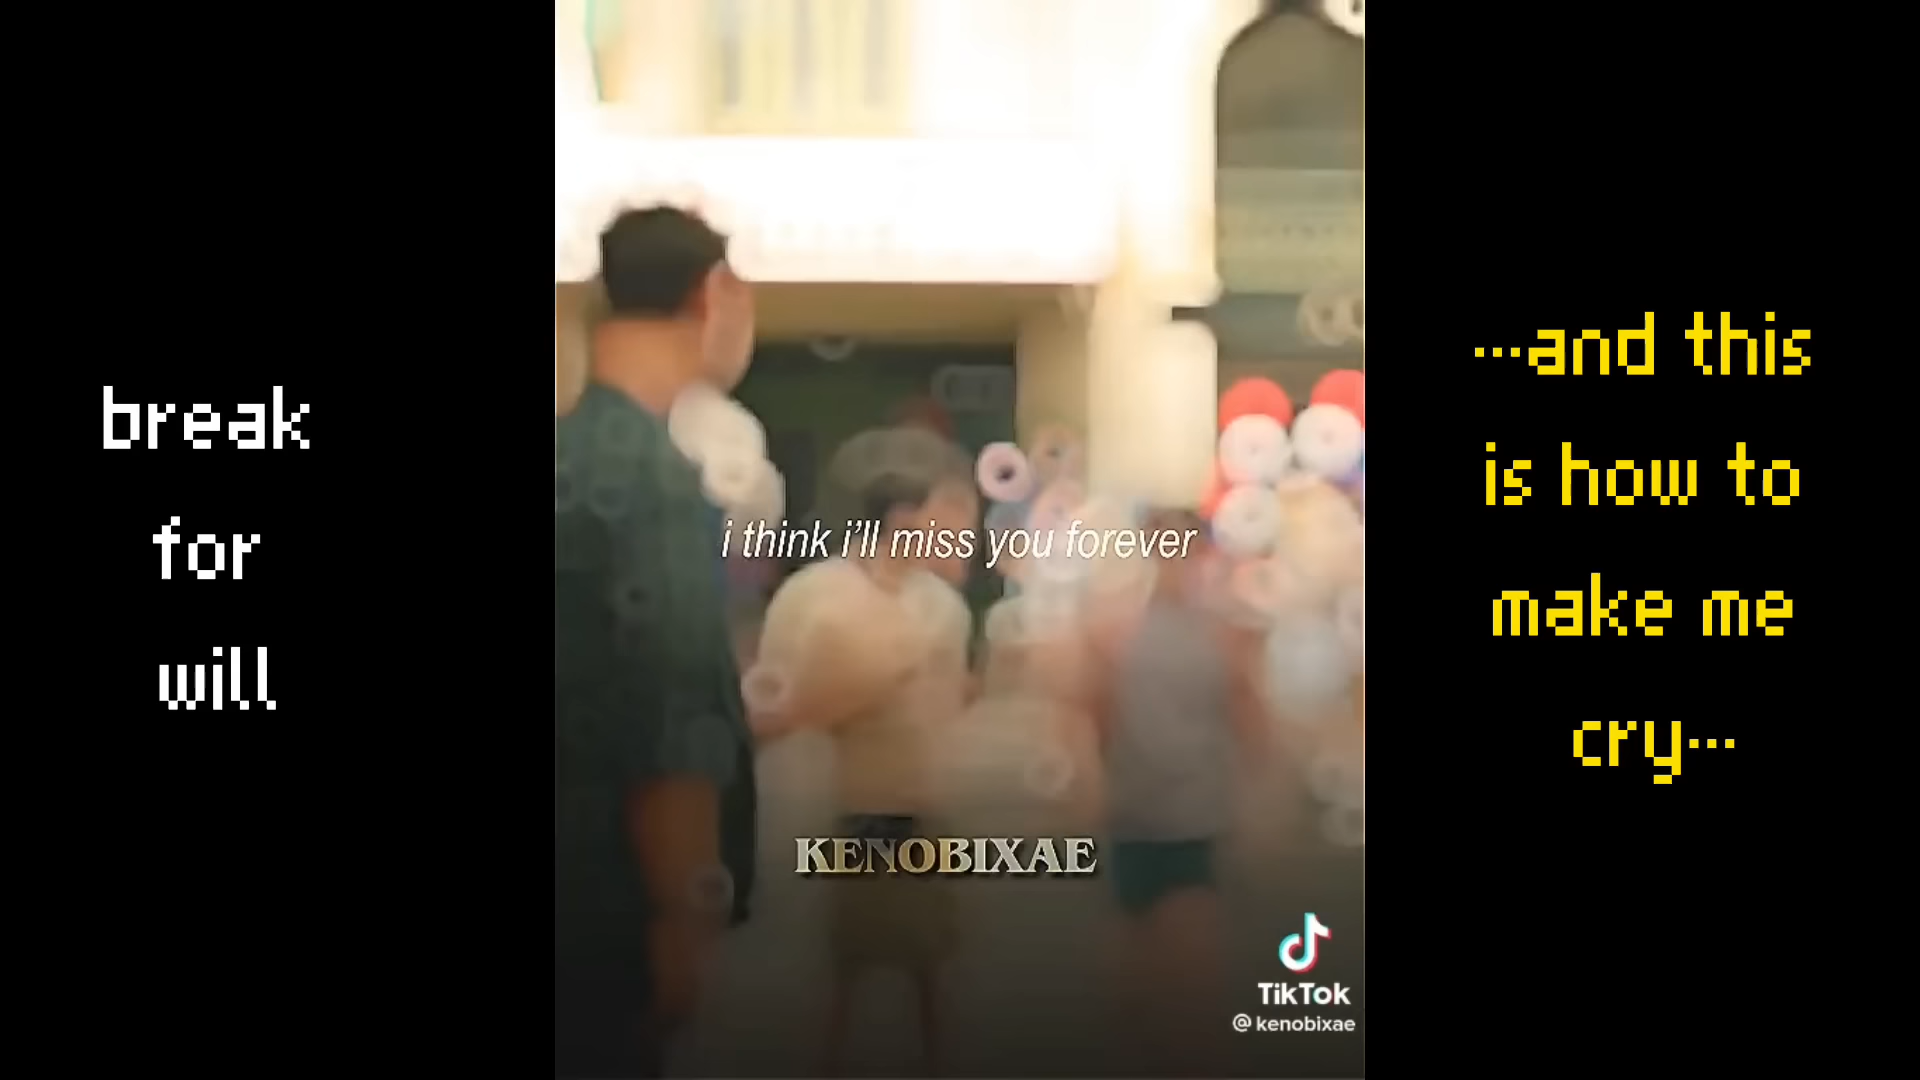 break
for
will
i think i'll miss you forever
KENOBIXAE
TikTok
@kenobixae
...and this
is how to
make me
cry...